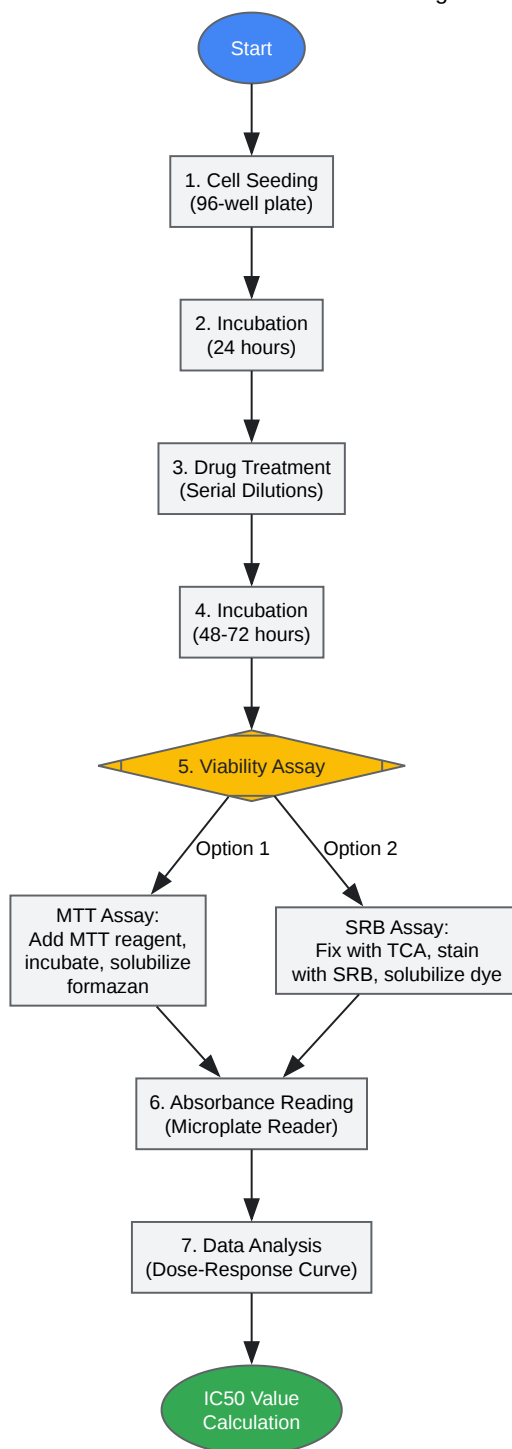 Start
1. Cell Seeding
(96-well plate)
2. Incubation
(24 hours)
3. Drug Treatment
(Serial Dilutions)
4. Incubation
(48-72 hours)
5. Viability Assay
Option 1
Option 2
MTT Assay:
Add MTT reagent,
incubate, solubilize
formazan
SRB Assay:
Fix with TCA, stain
with SRB, solubilize dye
6. Absorbance Reading
(Microplate Reader)
7. Data Analysis
(Dose-Response Curve)
IC50 Value
Calculation